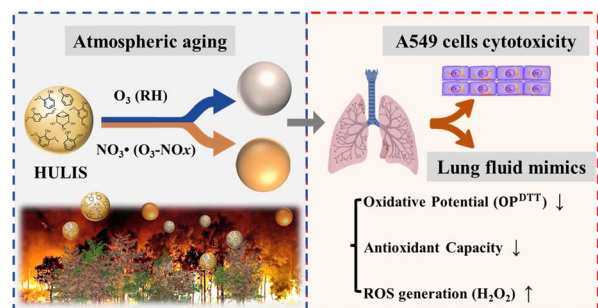 Atmospheric aging
O₃ (RH)
HULIS
NO₃• (O₃-NOx)
A549 cells cytotoxicity
Lung fluid mimics
Oxidative Potential (OPᴰᵀᵀ) ↓
Antioxidant Capacity ↓
ROS generation (H₂O₂) ↑